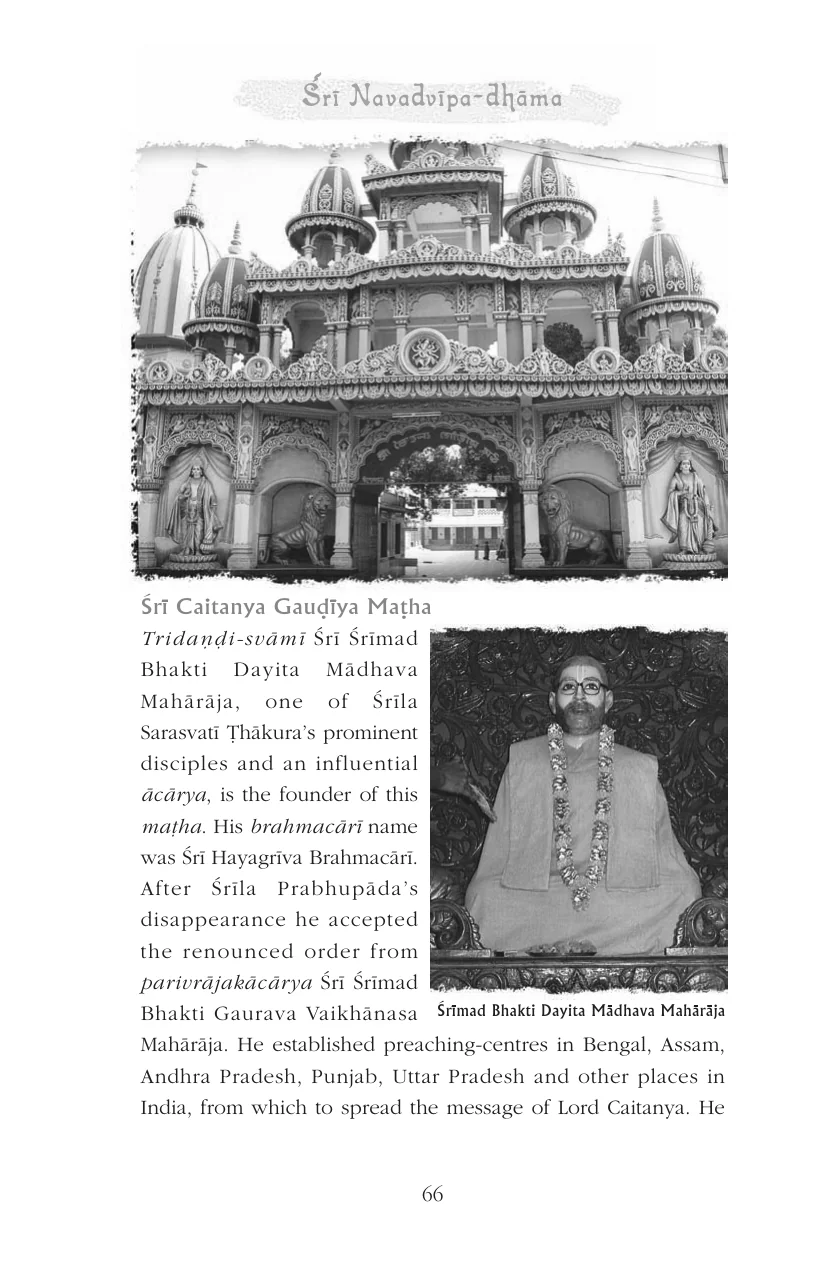 Śrī Navadvīpa-dhāma
Śrī Caitanya Gauḍīya Maṭha
Tridaṇḍi-svāmī Śrī Śrīmad
Bhakti Dayita Mādhava
Mahārāja, one of Śrīla
Sarasvatī Ṭhākura’s prominent
disciples and an influential
ācārya, is the founder of this
maṭha. His brahmacārī name
was Śrī Hayagrīva Brahmacārī.
After Śrīla Prabhupāda’s
disappearance he accepted
the renounced order from
parivrājakācārya Śrī Śrīmad
Bhakti Gaurava Vaikhānasa
Śrīmad Bhakti Dayita Mādhava Mahārāja
Mahārāja. He established preaching-centres in Bengal, Assam,
Andhra Pradesh, Punjab, Uttar Pradesh and other places in
India, from which to spread the message of Lord Caitanya. He
66